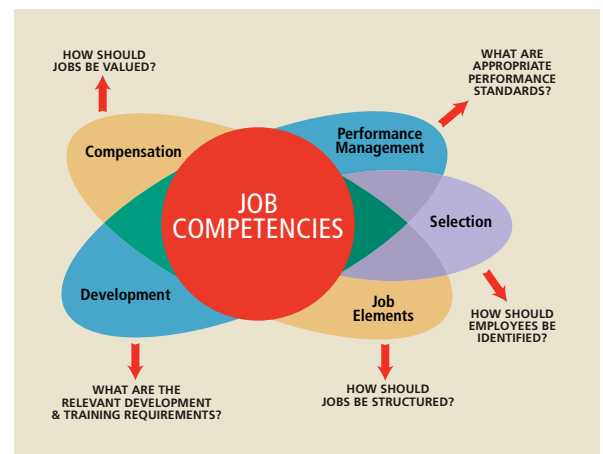 HOW SHOULD
JOBS BE VALUED?
WHAT ARE
APPROPRIATE
PERFORMANCE
STANDARDS?
Compensation
Performance
Management
JOB
COMPETENCIES
Selection
Development
Job
Elements
HOW SHOULD
EMPLOYEES BE
IDENTIFIED?
WHAT ARE THE
RELEVANT DEVELOPMENT
& TRAINING REQUIREMENTS?
HOW SHOULD
JOBS BE STRUCTURED?